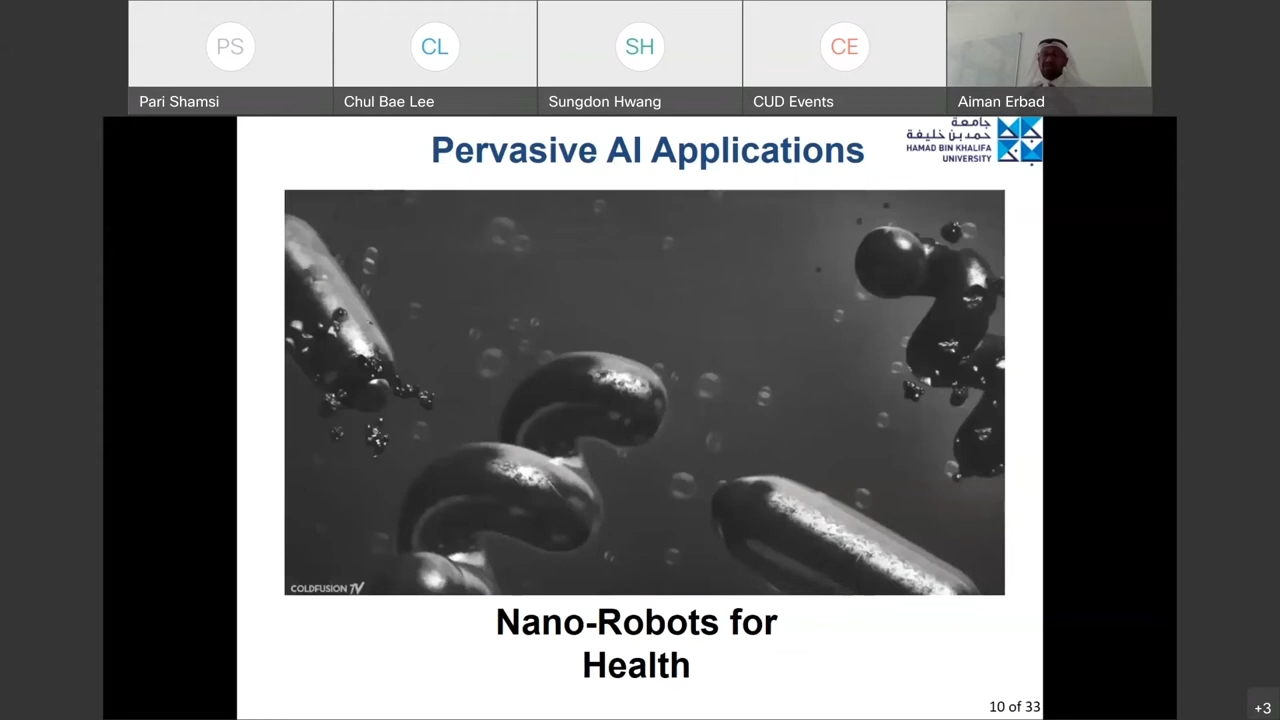 PS
CL
SH
CE
Pari Shamsi
Chul Bae Lee
Sungdon Hwang
CUD Events
Aiman Erbad
Pervasive AI Applications
جامعة
حمد بن خليفة
HAMAD BIN KHALIFA
UNIVERSITY
COLDFUSION TV
Nano-Robots for
Health
10 of 33
+3